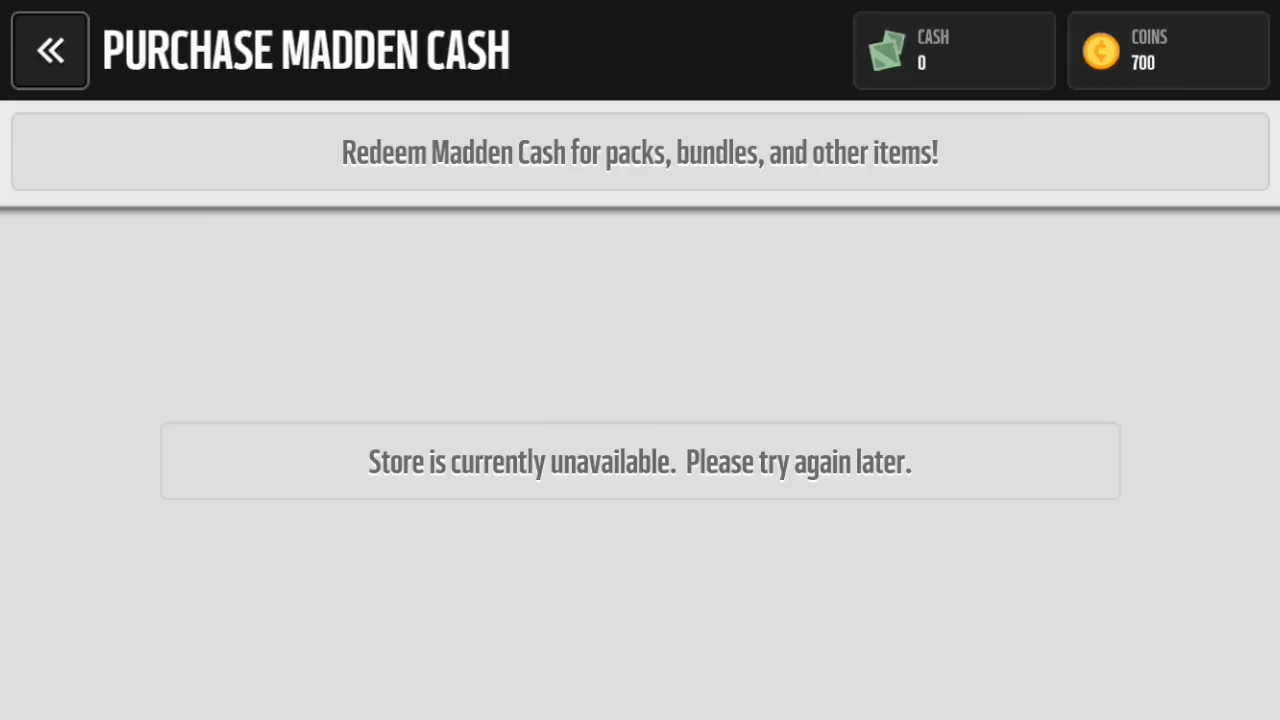 PURCHASE MADDEN CASH
CASH
0
COINS
700
Redeem Madden Cash for packs, bundles, and other items!
Store is currently unavailable.  Please try again later.